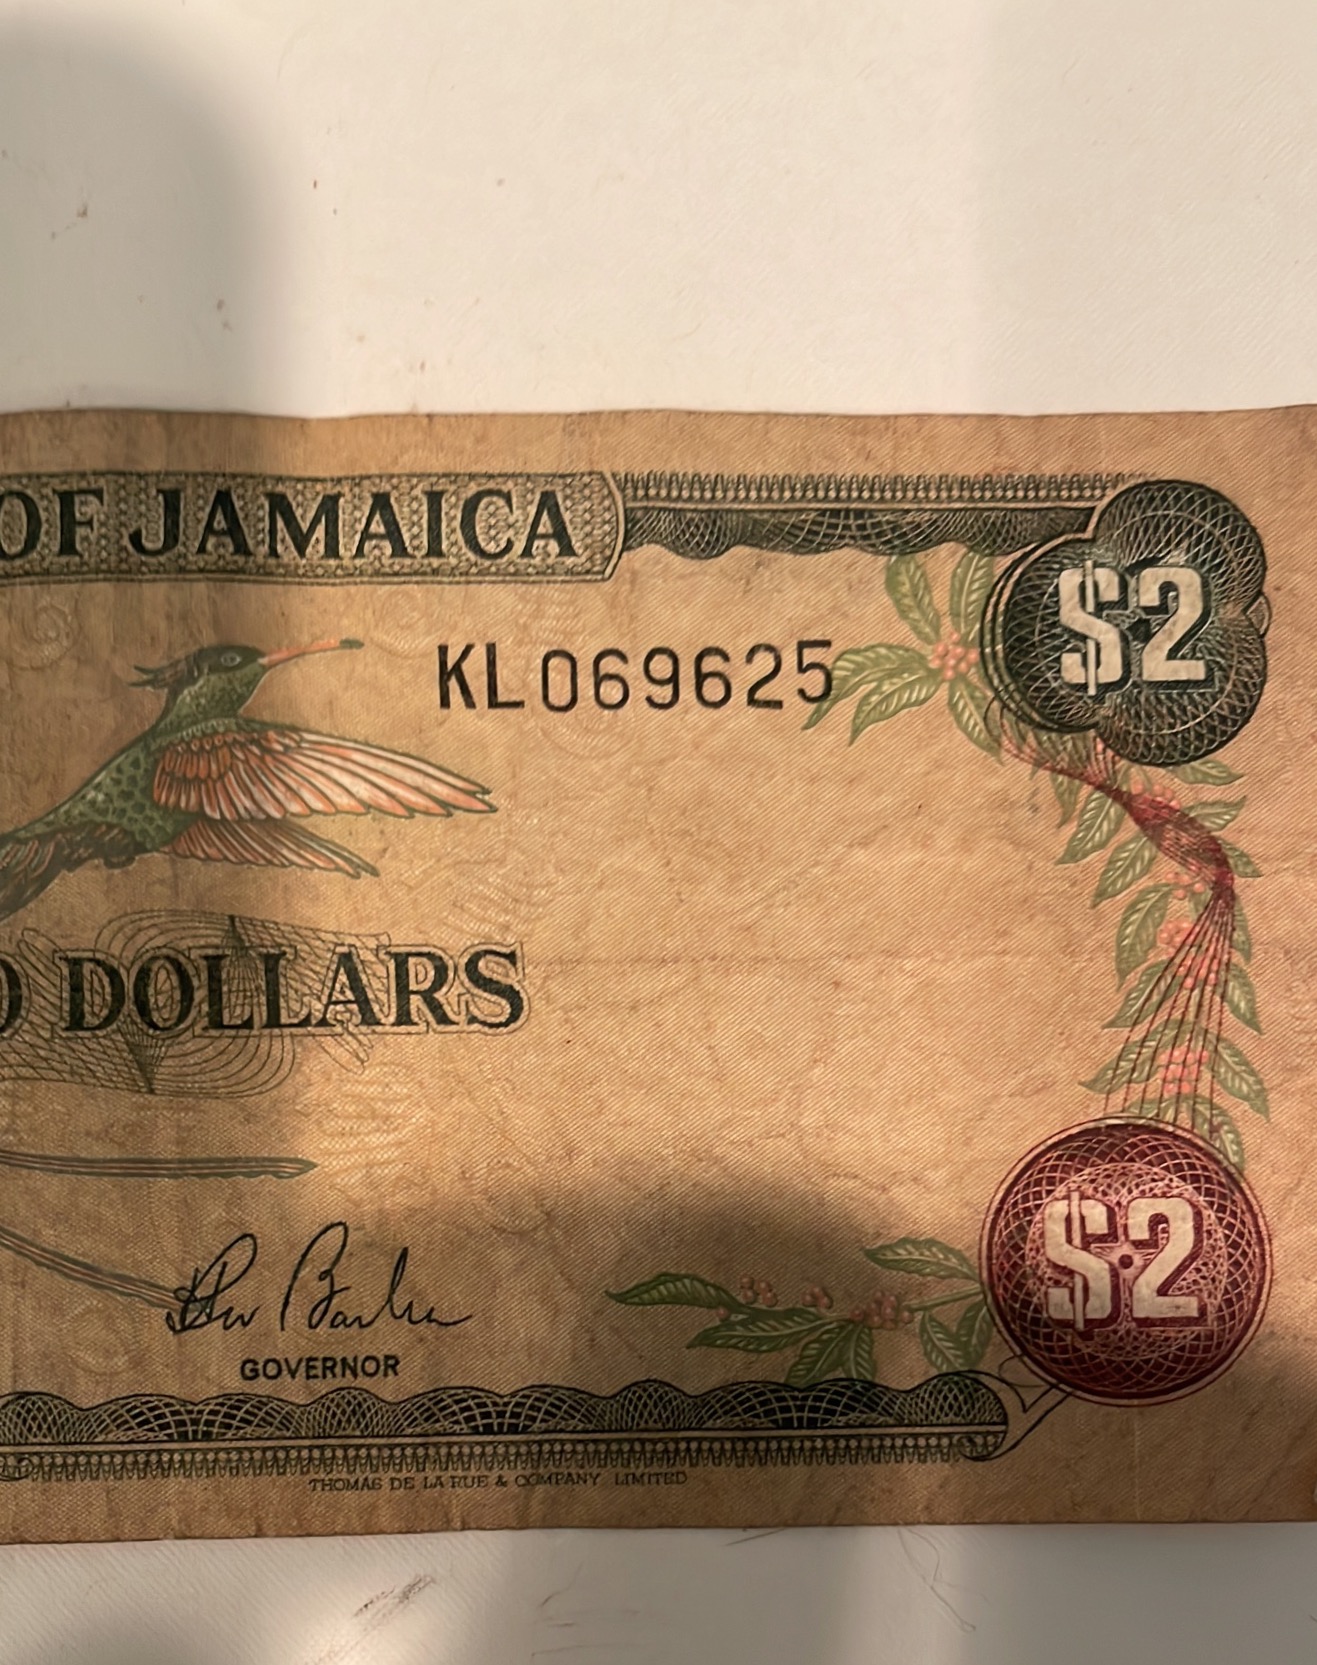 OF JAMAICA
$2
KL069625
DOLLARS
$2
GOVERNOR
THOMAS DE LA RUE & COMPANY LIMITED